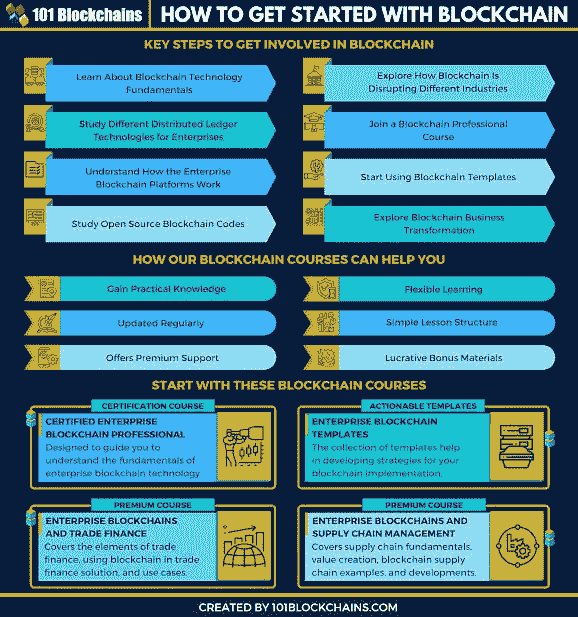 101 Blockchains
HOW TO GET STARTED WITH BLOCKCHAIN
KEY STEPS TO GET INVOLVED IN BLOCKCHAIN
Learn About Blockchain Technology
Fundamentals
Explore How Blockchain Is
Disrupting Different Industries
Study Different Distributed Ledger
Technologies for Enterprises
Join a Blockchain Professional
Course
Understand How the Enterprise
Blockchain Platforms Work
Start Using Blockchain Templates
Study Open Source Blockchain Codes
Explore Blockchain Business
Transformation
HOW OUR BLOCKCHAIN COURSES CAN HELP YOU
Gain Practical Knowledge
Flexible Learning
Updated Regularly
Simple Lesson Structure
Offers Premium Support
Lucrative Bonus Materials
START WITH THESE BLOCKCHAIN COURSES
CERTIFICATION COURSE
CERTIFIED ENTERPRISE
BLOCKCHAIN PROFESSIONAL
Designed to guide you to
understand the fundamentals of
enterprise blockchain technology
ACTIONABLE TEMPLATES
ENTERPRISE BLOCKCHAIN
TEMPLATES
The collection of templates help
in developing strategies for your
blockchain implementation.
PREMIUM COURSE
ENTERPRISE BLOCKCHAINS
AND TRADE FINANCE
Covers the elements of trade
finance, using blockchain in trade
finance solution, and use cases.
PREMIUM COURSE
ENTERPRISE BLOCKCHAINS AND
SUPPLY CHAIN MANAGEMENT
Covers supply chain fundamentals,
value creation, blockchain supply
chain examples, and developments.
CREATED BY 101BLOCKCHAINS.COM